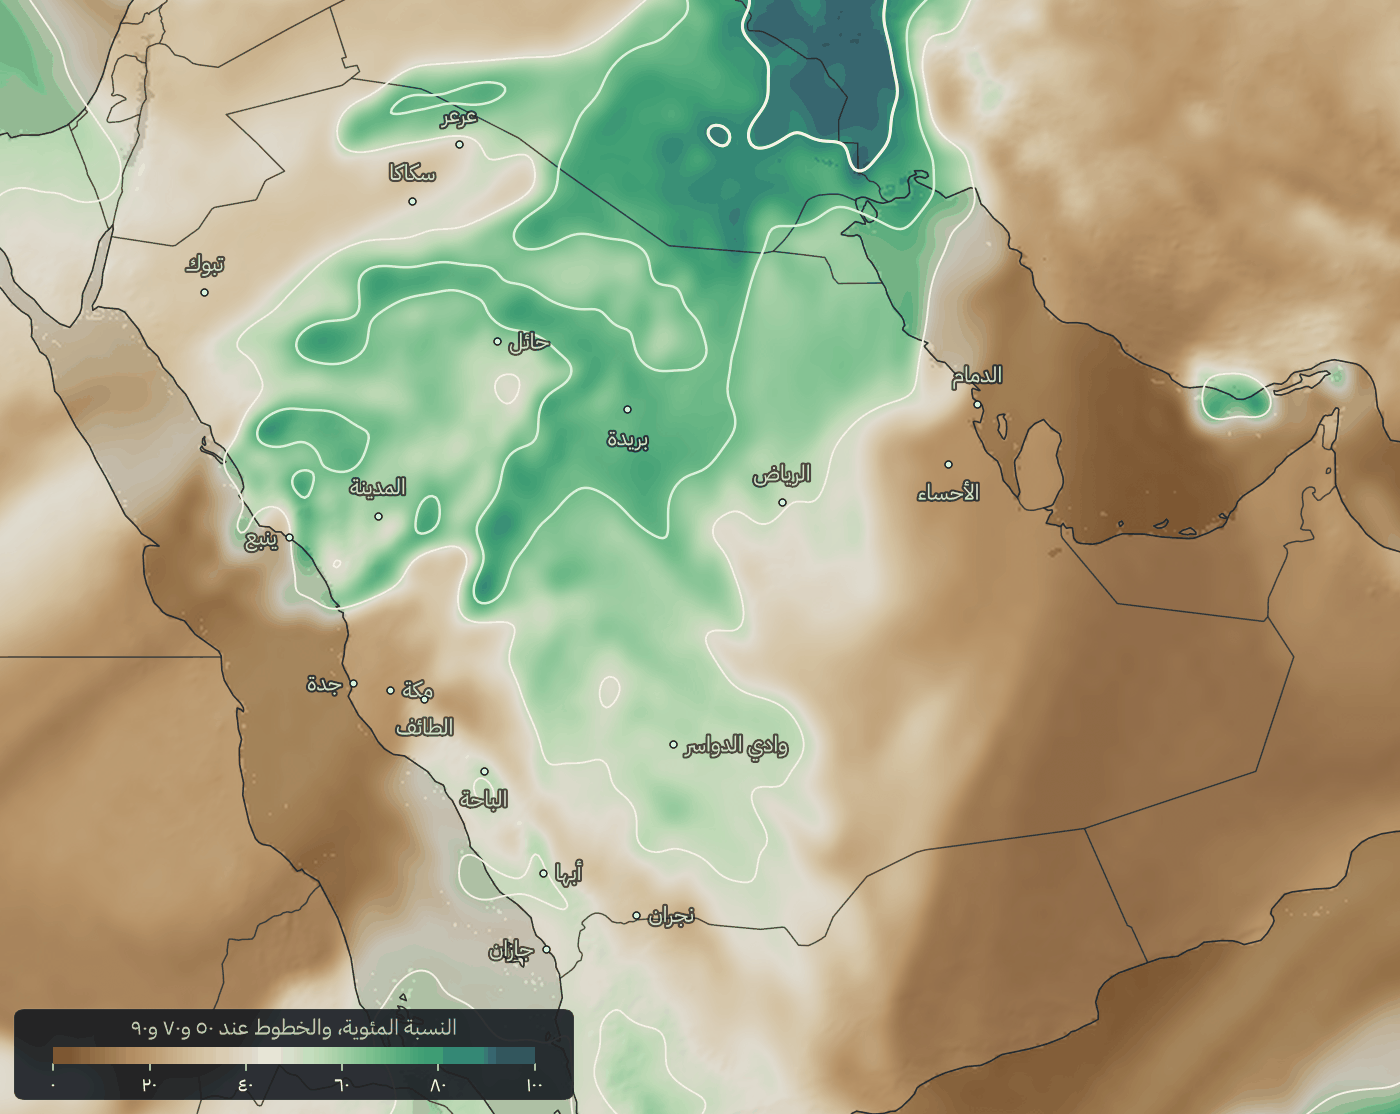 عرعر
سكاكا
تبوك
حائل
الدمام
بريدة
الرياض
المدينة
الأحساء
ينبع
جدة
مكة
الطائف
وادي الدواسر
الباحة
أبها
نجران
جازان
النسبة المئوية، والخطوط عند ٥٠ و٧٠ و٩٠
٠ ٢٠ ٤٠ ٦٠ ٨٠ ١٠٠